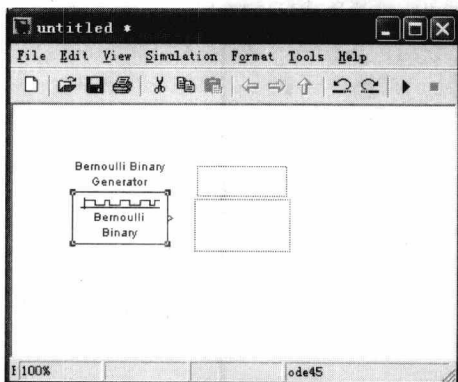 untitled *
File Edit View Simulation Format Tools Help
Bernoulli Binary
Generator
Bernoulli
Binary
100%
ode45